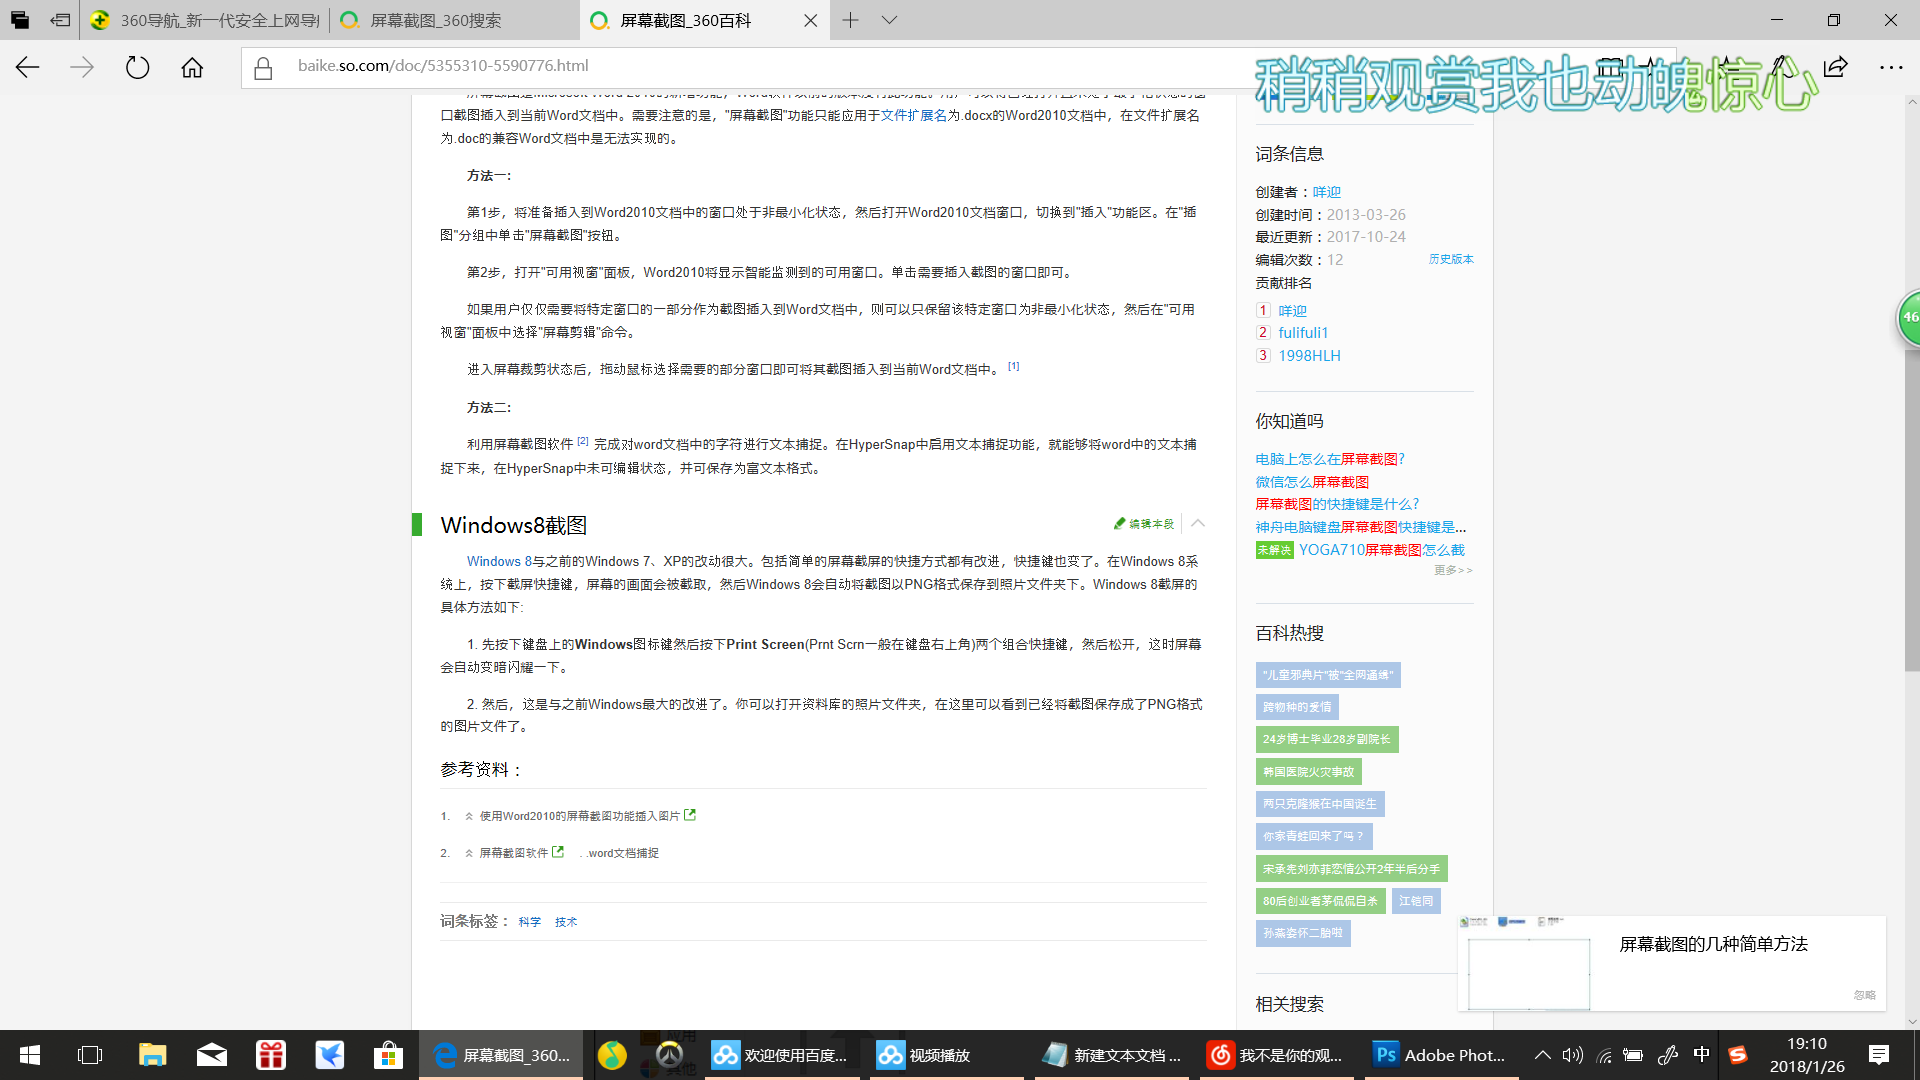 360导航_新一代安全上网导
屏幕截图_360搜索
屏幕截图_360百科
baike.so.com/doc/5355310-5590776.html
稍稍观赏我也动魄惊心
口截图插入到当前Word文档中。需要注意的是，"屏幕截图"功能只能应用于文件扩展名为.docx的Word2010文档中，在文件扩展名
为.doc的兼容Word文档中是无法实现的。
方法一:
第1步，将准备插入到Word2010文档中的窗口处于非最小化状态，然后打开Word2010文档窗口，切换到"插入"功能区。在"插
图"分组中单击"屏幕截图"按钮。
第2步，打开"可用视窗"面板，Word2010将显示智能监测到的可用窗口。单击需要插入截图的窗口即可。
如果用户仅仅需要将特定窗口的一部分作为截图插入到Word文档中，则可以只保留该特定窗口为非最小化状态，然后在"可用
视窗"面板中选择"屏幕剪辑"命令。
进入屏幕裁剪状态后，拖动鼠标选择需要的部分窗口即可将其截图插入到当前Word文档中。 [1]
方法二:
利用屏幕截图软件 [2] 完成对word文档中的字符进行文本捕捉。在HyperSnap中启用文本捕捉功能，就能够将word中的文本捕
捉下来，在HyperSnap中未可编辑状态，并可保存为富文本格式。
Windows8截图
编辑本段
Windows 8与之前的Windows 7、XP的改动很大。包括简单的屏幕截屏的快捷方式都有改进，快捷键也变了。在Windows 8系
统上，按下截屏快捷键，屏幕的画面会被截取，然后Windows 8会自动将截图以PNG格式保存到照片文件夹下。Windows 8截屏的
具体方法如下:
1. 先按下键盘上的Windows图标键然后按下Print Screen(Prnt Scrn一般在键盘右上角)两个组合快捷键，然后松开，这时屏幕
会自动变暗闪耀一下。
2. 然后，这是与之前Windows最大的改进了。你可以打开资料库的照片文件夹，在这里可以看到已经将截图保存成了PNG格式
的图片文件了。
参考资料：
1. 使用Word2010的屏幕截图功能插入图片
2. 屏幕截图软件 . .word文档捕捉
词条标签： 科学 技术
词条信息
创建者：咩迎
创建时间：2013-03-26
最近更新：2017-10-24
编辑次数：12 历史版本
贡献排名
1 咩迎
2 fulifuli1
3 1998HLH
你知道吗
电脑上怎么在屏幕截图?
微信怎么屏幕截图
屏幕截图的快捷键是什么?
神舟电脑键盘屏幕截图快捷键是...
未解决 YOGA710屏幕截图怎么截
更多>>
百科热搜
"儿童邪典片"被"全网通缉"
跨物种的爱情
24岁博士毕业28岁副院长
韩国医院火灾事故
两只克隆猴在中国诞生
你家青蛙回来了吗？
宋承宪刘亦菲恋情公开2年半后分手
80后创业者茅侃侃自杀 江铠同
孙燕姿怀二胎啦
相关搜索
屏幕截图的几种简单方法
忽略
46
屏幕截图_360...
欢迎使用百度...
视频播放
新建文本文档 ...
我不是你的观...
Adobe Phot...
中
19:10
2018/1/26